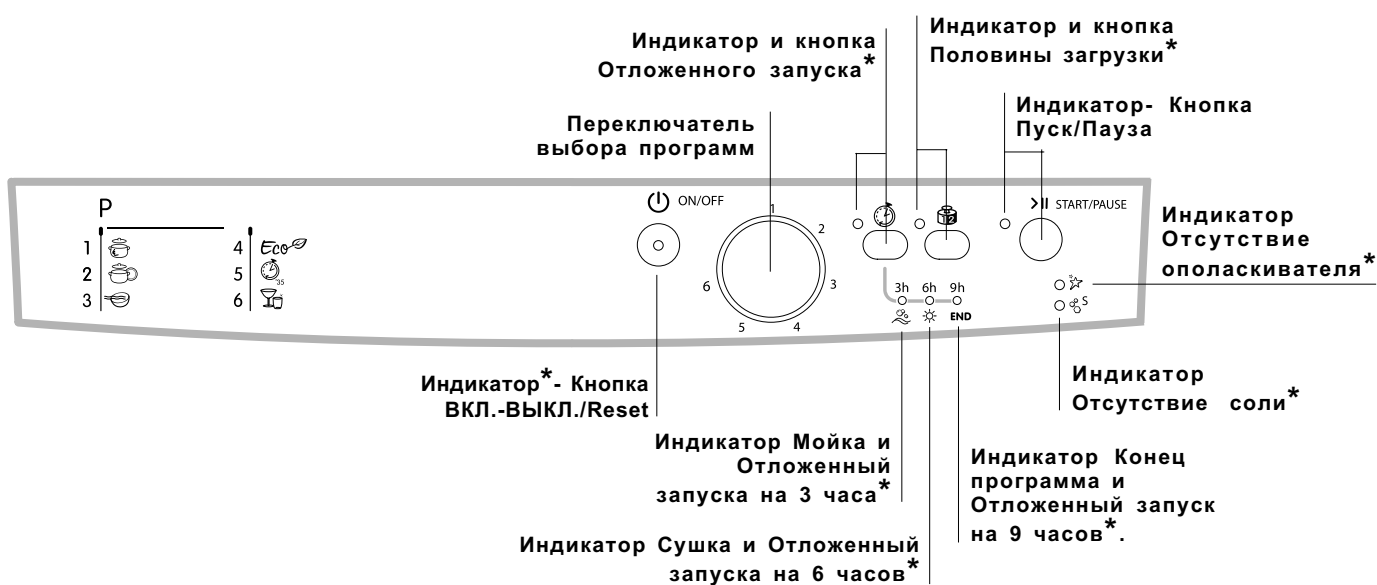 Индикатор и кнопка
Отложенного запуска*
Индикатор и кнопка
Половины загрузки*
Переключатель
выбора программ
Индикатор- Кнопка
Пуск/Пауза
P
1
2
3
4 Eco
5 35
6
ON/OFF
1
2
3
4
5
6
START/PAUSE
3h 6h 9h
END
S
Индикатор
Отсутствие
ополаскивателя*
Индикатор
Отсутствие соли*
Индикатор*- Кнопка
ВКЛ.-ВЫКЛ./Reset
Индикатор Мойка и
Отложенный
запуска на 3 часа*
Индикатор Конец
программа и
Отложенный запуск
на 9 часов*.
Индикатор Сушка и Отложенный
запуска на 6 часов*